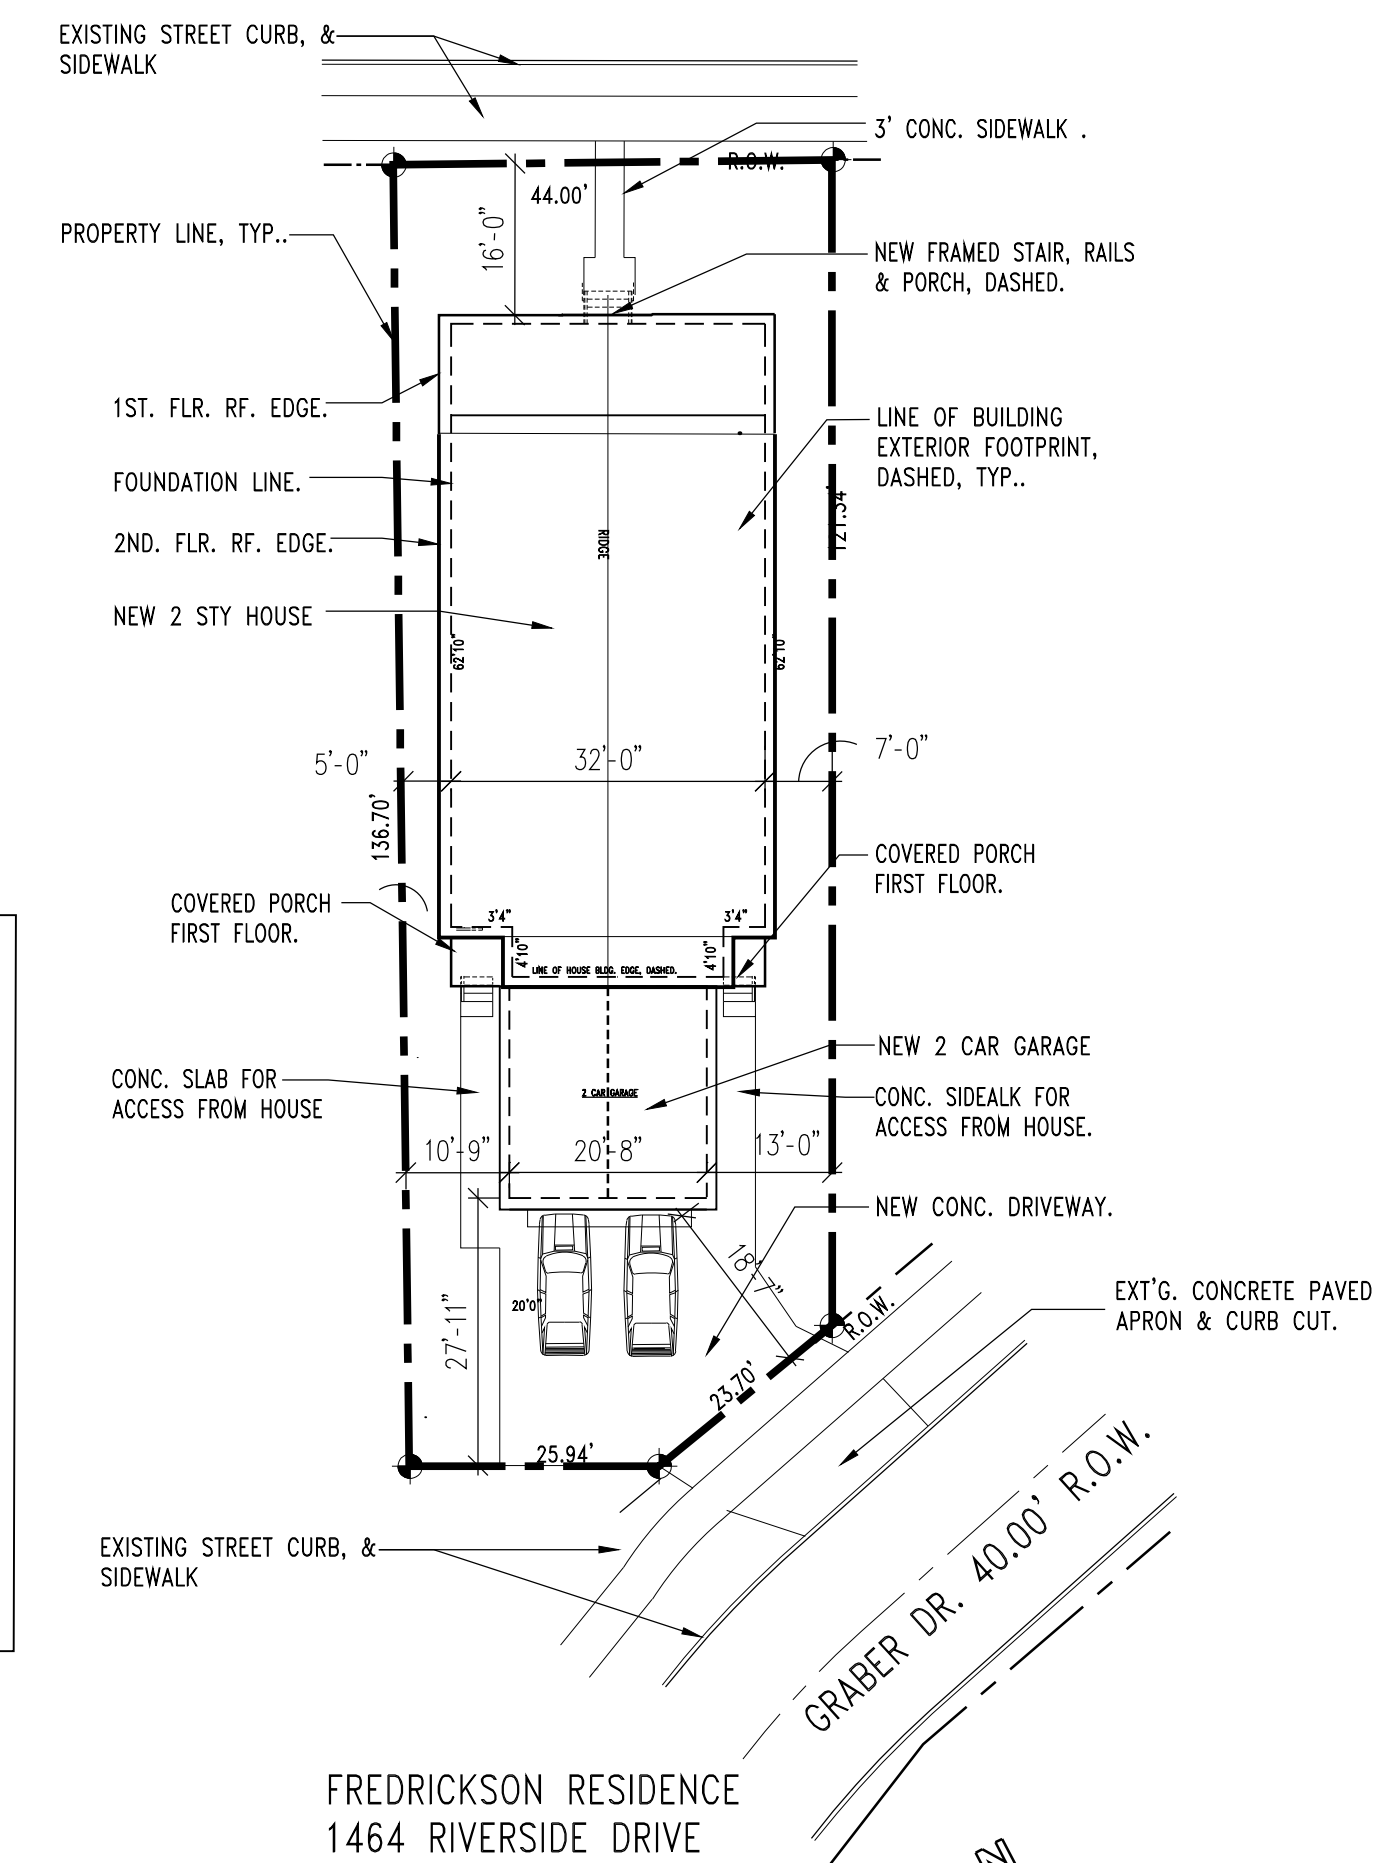 EXISTING STREET CURB, &
SIDEWALK
3' CONC. SIDEWALK .
R.O.W.
44.00'
16'-0"
PROPERTY LINE, TYP..
NEW FRAMED STAIR, RAILS
& PORCH, DASHED.
1ST. FLR. RF. EDGE.
LINE OF BUILDING
EXTERIOR FOOTPRINT,
DASHED, TYP..
FOUNDATION LINE.
121.54'
2ND. FLR. RF. EDGE.
RIDGE
NEW 2 STY HOUSE
62'10"
62'10"
5'-0"
32'-0"
7'-0"
136.70'
COVERED PORCH
FIRST FLOOR.
COVERED PORCH
FIRST FLOOR.
3'4"
3'4"
4'10"
4'10"
LINE OF HOUSE BLDG. EDGE, DASHED.
NEW 2 CAR GARAGE
CONC. SLAB FOR
ACCESS FROM HOUSE
2 CAR GARAGE
CONC. SIDEALK FOR
ACCESS FROM HOUSE.
10'-9"
20'-8"
13'-0"
NEW CONC. DRIVEWAY.
18'-7"
EXT'G. CONCRETE PAVED
APRON & CURB CUT.
20'0"
27'-11"
R.O.W.
23.70'
25.94'
EXISTING STREET CURB, &
SIDEWALK
GRABER DR. 40.00' R.O.W.
FREDRICKSON RESIDENCE
1464 RIVERSIDE DRIVE